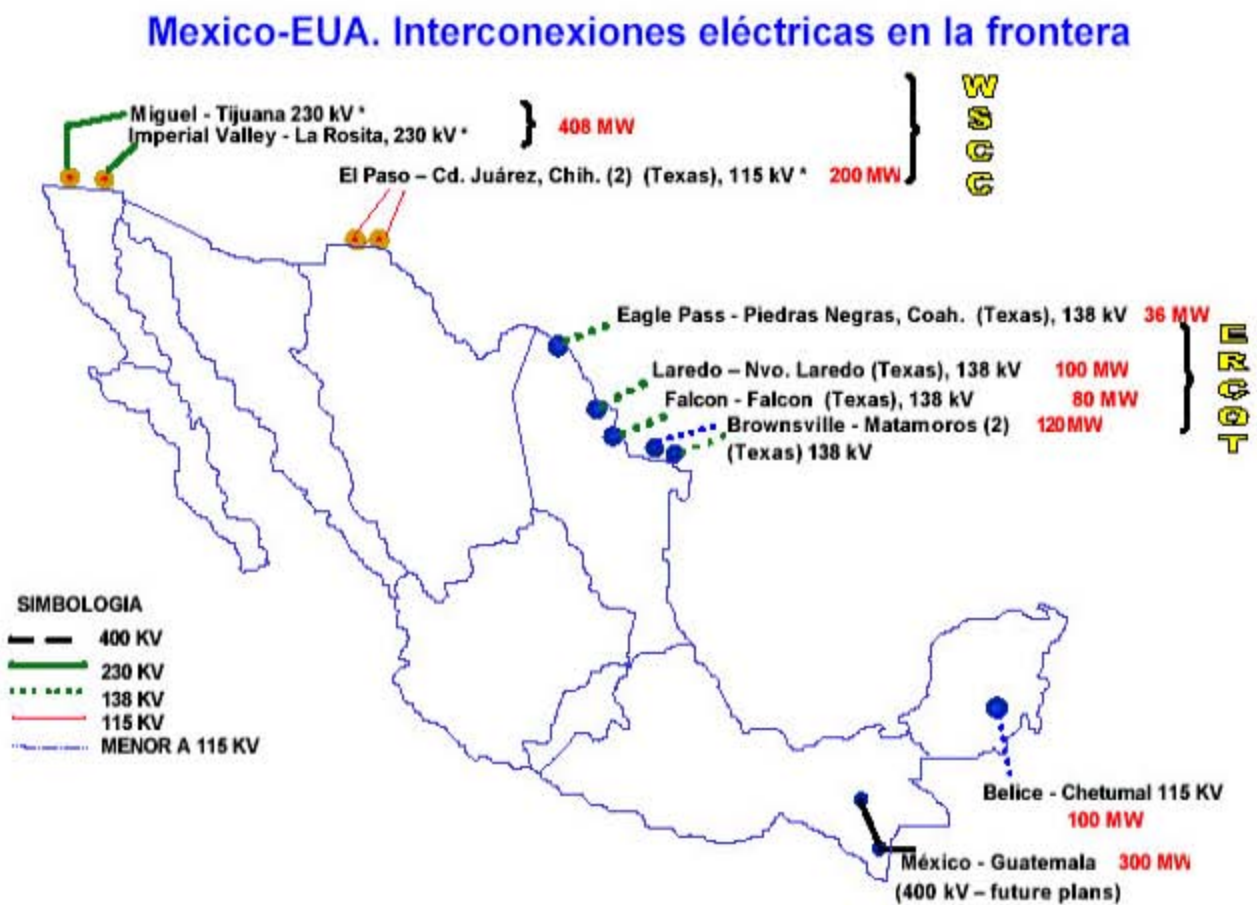 Mexico-EUA. Interconexiones eléctricas en la frontera
Miguel - Tijuana 230 kV *
Imperial Valley - La Rosita, 230 kV *
408 MW
El Paso – Cd. Juárez, Chih. (2) (Texas), 115 kV * 200 MW
WSCC
Eagle Pass - Piedras Negras, Coah. (Texas), 138 kV 36 MW
Laredo – Nvo. Laredo (Texas), 138 kV 100 MW
Falcon - Falcon (Texas), 138 kV 80 MW
Brownsville - Matamoros (2) 120MW
(Texas) 138 kV
ERCOT
SIMBOLOGIA
400 KV
230 KV
138 KV
115 KV
MENOR A 115 KV
Belice - Chetumal 115 KV
100 MW
México - Guatemala 300 MW
(400 kV – future plans)